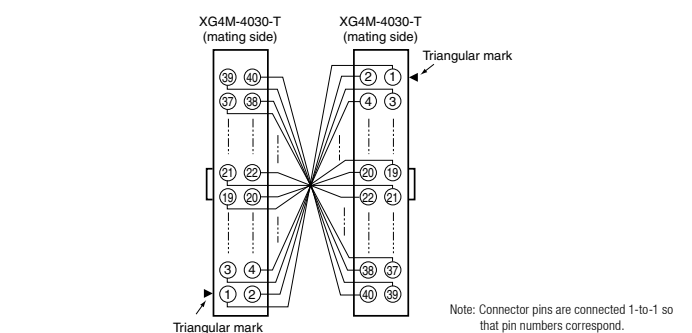 XG4M-4030-T XG4M-4030-T
(mating side) (mating side)
Triangular mark
39 40 2 1
37 38 4 3
21 22 20 19
19 20 22 21
3 4 38 37
1 2 40 39
Note: Connector pins are connected 1-to-1 so
that pin numbers correspond.
Triangular mark